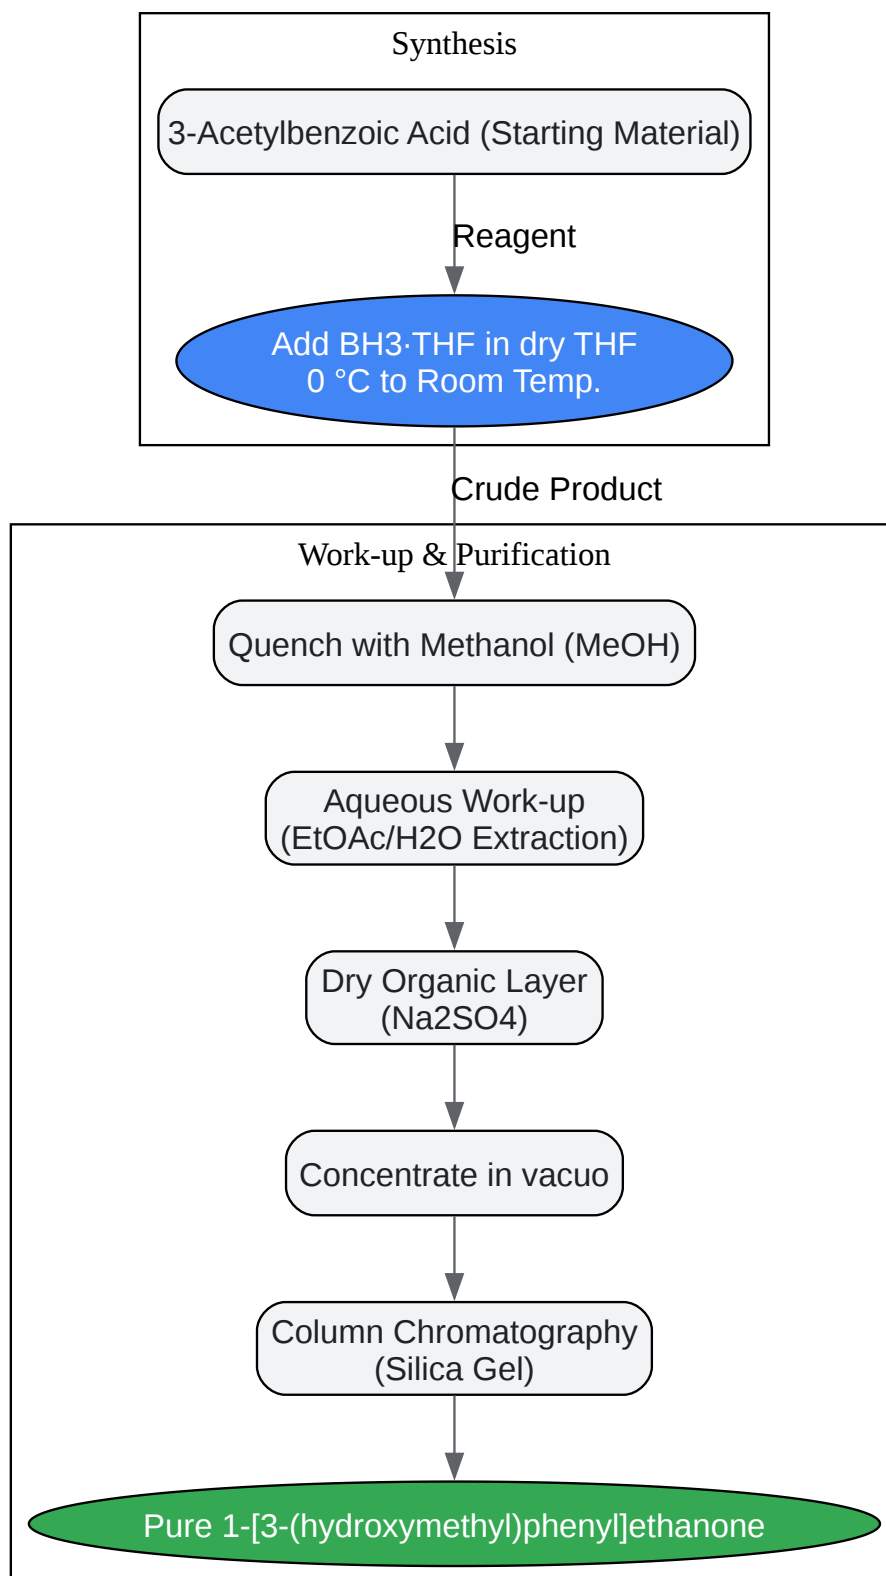 Synthesis
3-Acetylbenzoic Acid (Starting Material)
Reagent
Add BH3·THF in dry THF
0 °C to Room Temp.
Crude Product
Work-up & Purification
Quench with Methanol (MeOH)
Aqueous Work-up
(EtOAc/H2O Extraction)
Dry Organic Layer
(Na2SO4)
Concentrate in vacuo
Column Chromatography
(Silica Gel)
Pure 1-[3-(hydroxymethyl)phenyl]ethanone